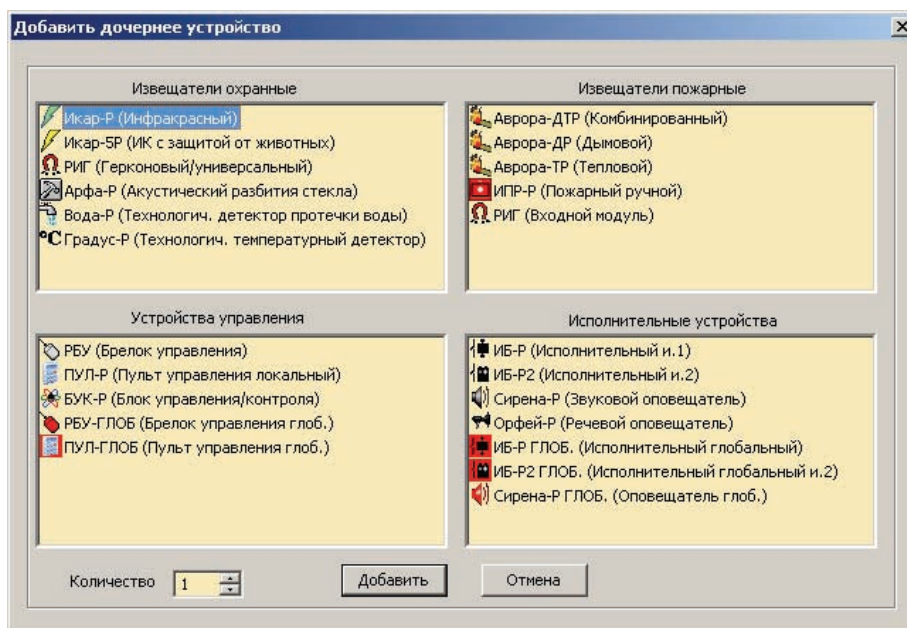 Добавить дочернее устройство
Извещатели охранные
Икар-Р (Инфракрасный)
Икар-5Р (ИК с защитой от животных)
РИГ (Герконовый/универсальный)
Арфа-Р (Акустический разбития стекла)
Вода-Р (Технологич. детектор протечки воды)
°C Градус-Р (Технологич. температурный детектор)
Извещатели пожарные
Аврора-ДТР (Комбинированный)
Аврора-ДР (Дымовой)
Аврора-ТР (Тепловой)
ИПР-Р (Пожарный ручной)
РИГ (Входной модуль)
Устройства управления
РБУ (Брелок управления)
ПУЛ-Р (Пульт управления локальный)
БУК-Р (Блок управления/контроля)
РБУ-ГЛОБ (Брелок управления глоб.)
ПУЛ-ГЛОБ (Пульт управления глоб.)
Исполнительные устройства
ИБ-Р (Исполнительный и.1)
ИБ-Р2 (Исполнительный и.2)
Сирена-Р (Звуковой оповещатель)
Орфей-Р (Речевой оповещатель)
ИБ-Р ГЛОБ. (Исполнительный глобальный)
ИБ-Р2 ГЛОБ. (Исполнительный глобальный и.2)
Сирена-Р ГЛОБ. (Оповещатель глоб.)
Количество 1 Добавить Отмена